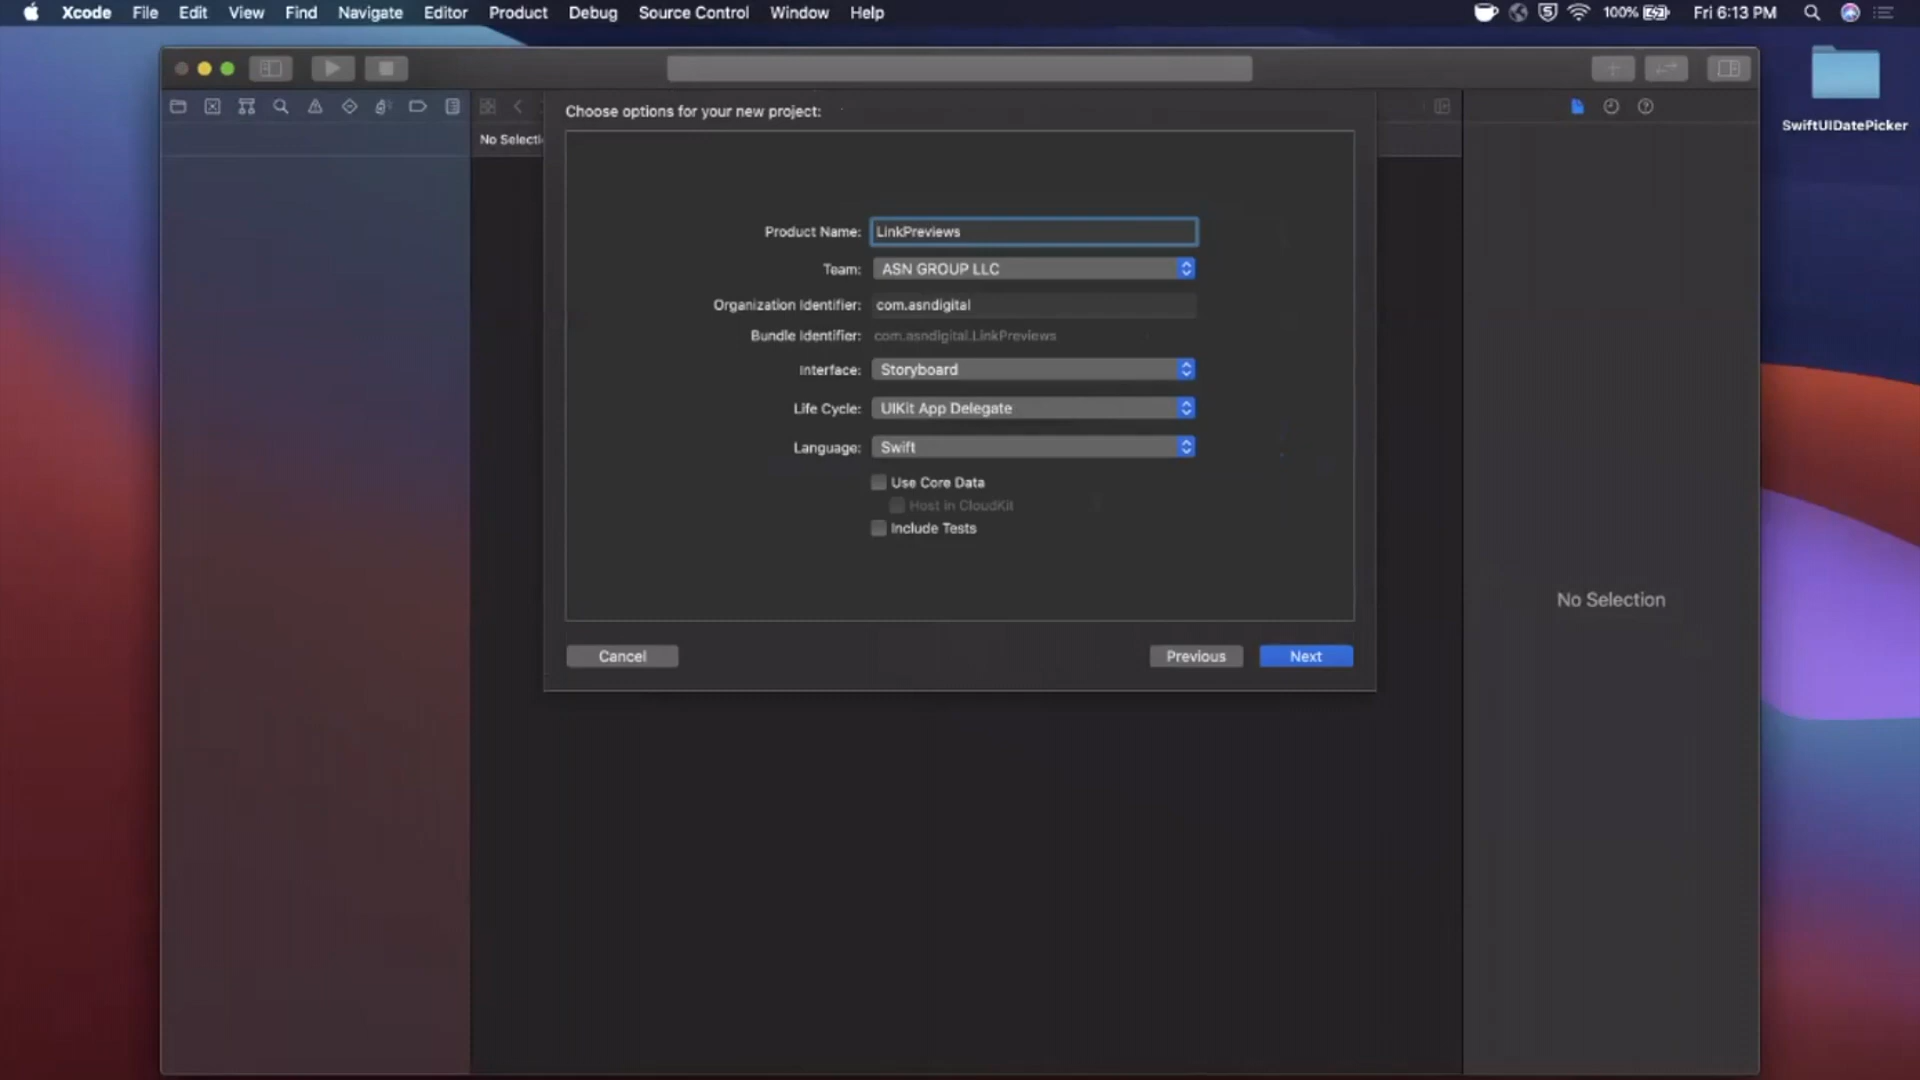 Xcode File Edit View Find Navigate Editor Product Debug Source Control Window Help 100% Fri 6:13 PM
SwiftUIDatePicker
Choose options for your new project:
No Selecti
Product Name: LinkPreviews
Team: ASN GROUP LLC
Organization Identifier: com.asndigital
Bundle Identifier: com.asndigital.LinkPreviews
Interface: Storyboard
Life Cycle: UIKit App Delegate
Language: Swift
Use Core Data
Host in CloudKit
Include Tests
No Selection
Cancel Previous Next